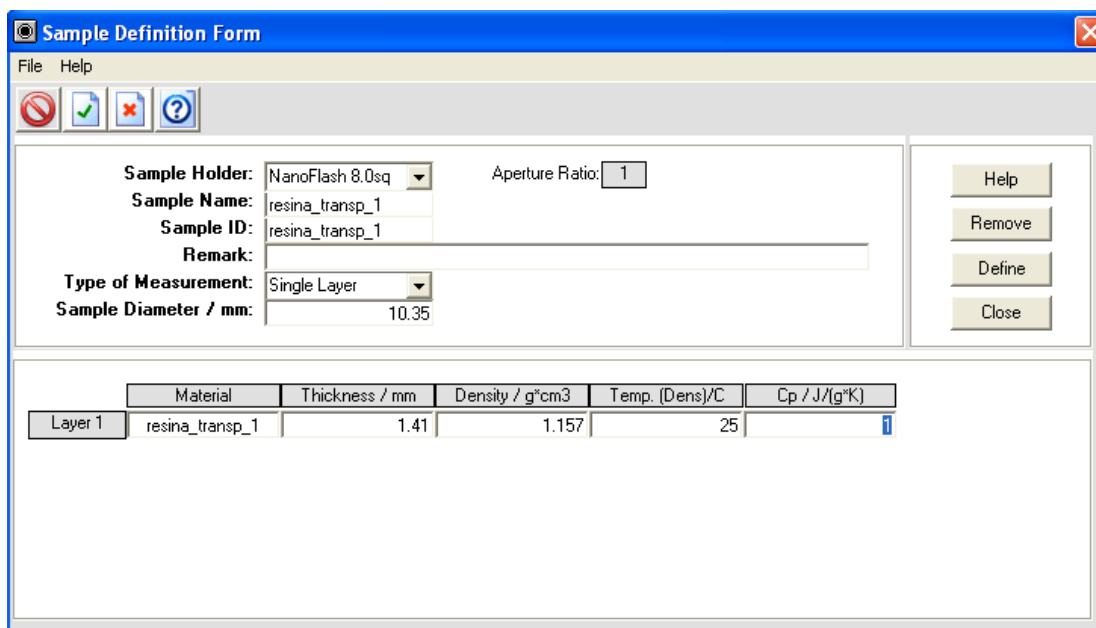 Sample Definition Form
File Help
Sample Holder: NanoFlash 8.0sq Aperture Ratio: 1
Sample Name: resina_transp_1
Sample ID: resina_transp_1
Remark:
Type of Measurement: Single Layer
Sample Diameter / mm: 10.35
Help
Remove
Define
Close
Material Thickness / mm Density / g*cm3 Temp. (Dens)/C Cp / J/(g*K)
Layer 1 resina_transp_1 1.41 1.157 25 1